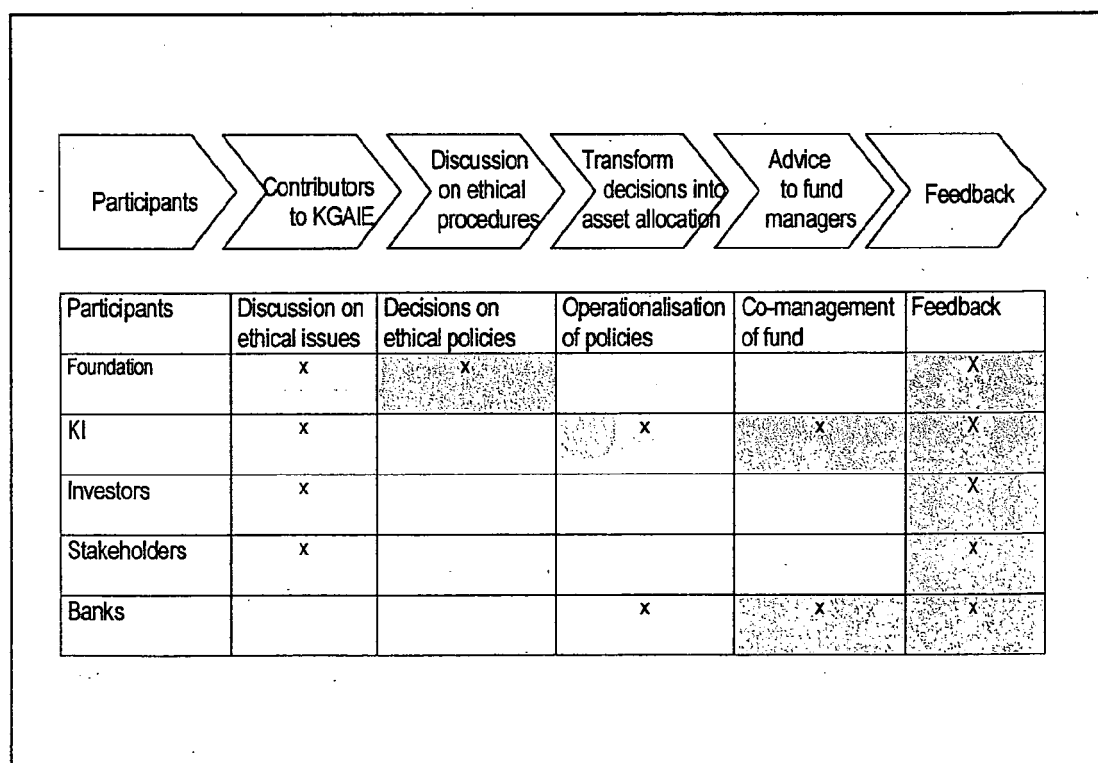 Participants
Contributors
to KGAIE
Discussion
on ethical
procedures
Transform
decisions into
asset allocation
Advice
to fund
managers
Feedback
Participants
Discussion on
ethical issues
Decisions on
ethical policies
Operationalisation
of policies
Co-management
of fund
Feedback
Foundation x x X
KI x x x X
Investors x X
Stakeholders x x
Banks x x x